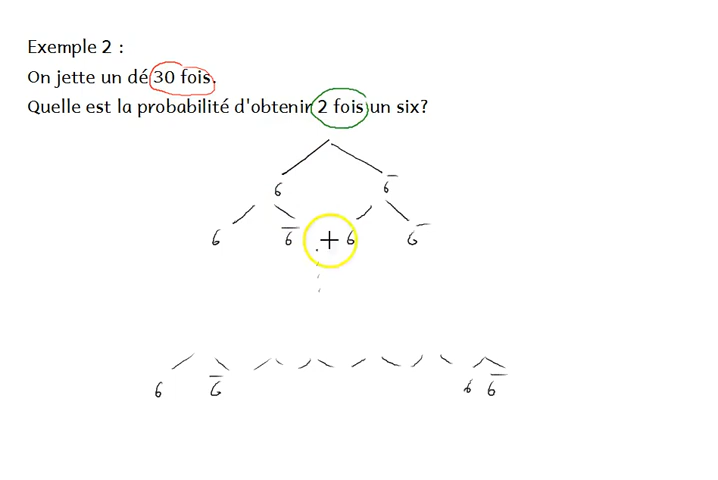 Exemple 2 :
On jette un dé 30 fois.
Quelle est la probabilité d'obtenir 2 fois un six?
6 6̅
6 6̅ + 6 6̅
6 6̅ 6 6̅